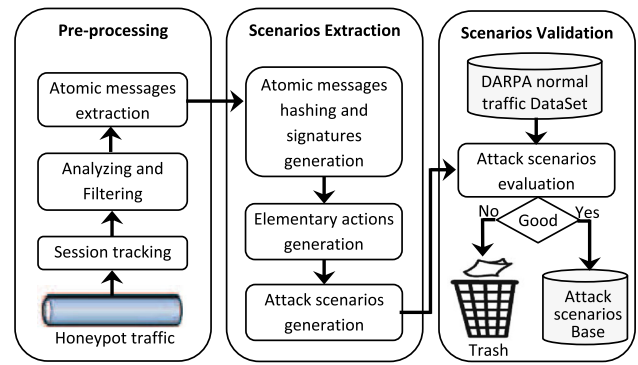 Pre-processing
Atomic messages
extraction
Analyzing and
Filtering
Session tracking
Honeypot traffic
Scenarios Extraction
Atomic messages
hashing and
signatures
generation
Elementary actions
generation
Attack scenarios
generation
Scenarios Validation
DARPA normal
traffic DataSet
Attack scenarios
evaluation
No
Good
Yes
Trash
Attack
scenarios
Base